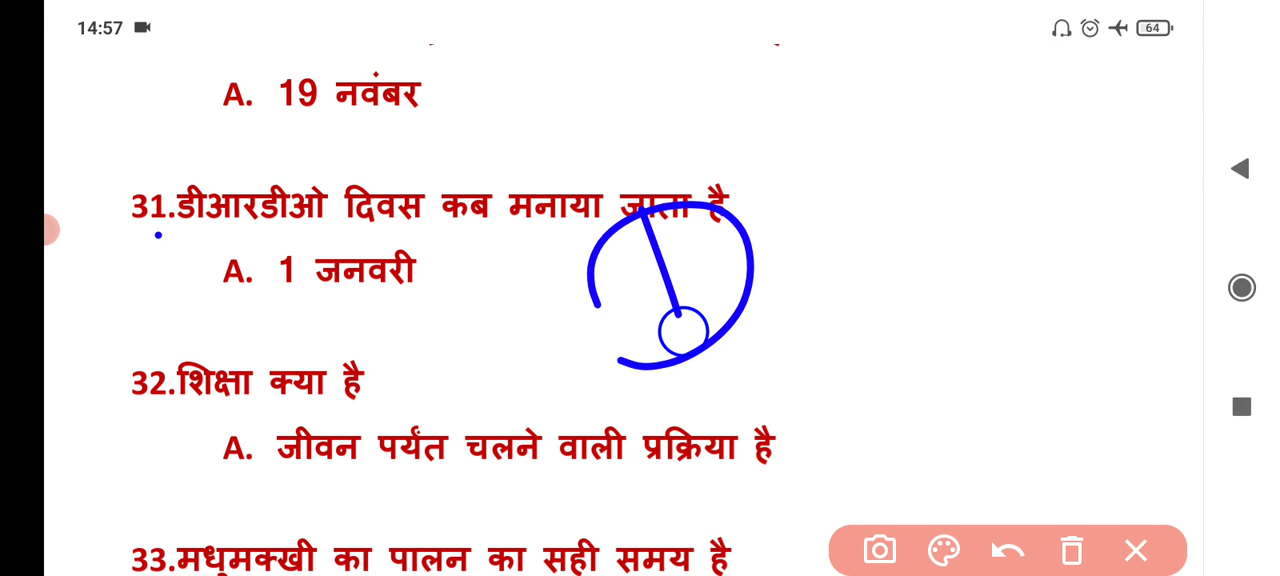 14:57
64
A. 19 नवंबर
31.डीआरडीओ दिवस कब मनाया जाता है
A. 1 जनवरी
32.शिक्षा क्या है
A. जीवन पर्यंत चलने वाली प्रक्रिया है
33.मधुमक्खी का पालन का सही समय है